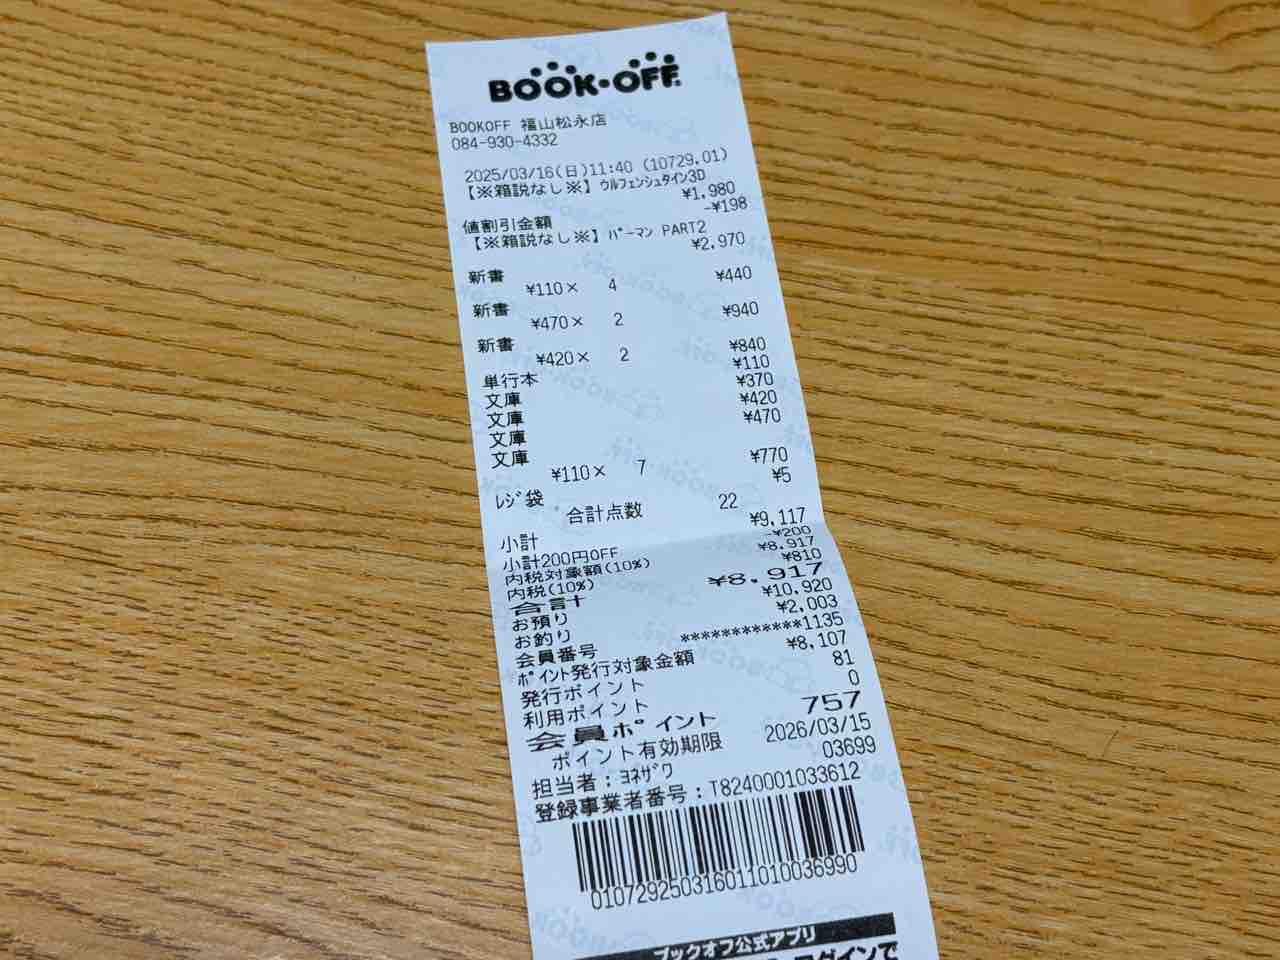 BOOK・OFF
BOOKOFF 福山松永店
084-930-4332
2025/03/16(日)11:40 (10729.01)
【※箱説なし※】ｳﾙﾌｪﾝｼｭﾀｲﾝ3D
¥1,980
値割引金額 -¥198
【※箱説なし※】ﾊﾟｰﾏﾝ PART2
¥2,970
新書
¥110× 4 ¥440
新書
¥470× 2 ¥940
新書
¥420× 2 ¥840
単行本 ¥110
文庫 ¥370
文庫 ¥420
文庫 ¥470
文庫
¥110× 7 ¥770
ﾚｼﾞ袋 ¥5
合計点数 22
小計 ¥9,117
小計200円OFF -¥200
内税対象額(10%) ¥8,917
内税(10%) ¥810
合計 ¥8,917
お預り ¥10,920
お釣り ¥2,003
会員番号 ************1135
ﾎﾟｲﾝﾄ発行対象金額 ¥8,107
発行ポイント 81
利用ポイント 0
会員ﾎﾟｲント 757
ポイント有効期限 2026/03/15
担当者：ﾖﾈｻﾞﾜ 03699
登録事業者番号：T8240001033612
010729250316011010036990
ブックオフ公式アプリ
ログインで